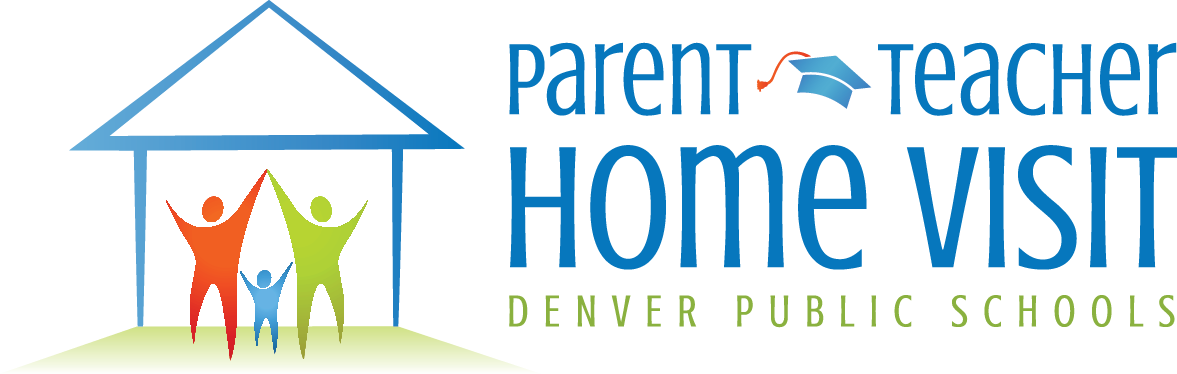 Parent Teacher
Home Visit
DENVER PUBLIC SCHOOLS